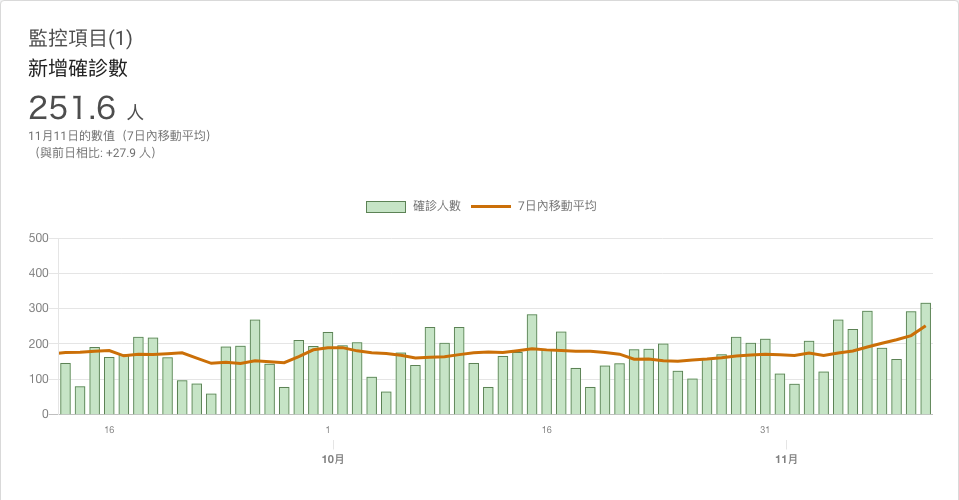 監控項目(1)
新增確診數
251.6 人
11月11日的數值（7日內移動平均）
（與前日相比: +27.9 人）
確診人數 7日內移動平均
500
400
300
200
100
0
16 1 16 31
10月 11月